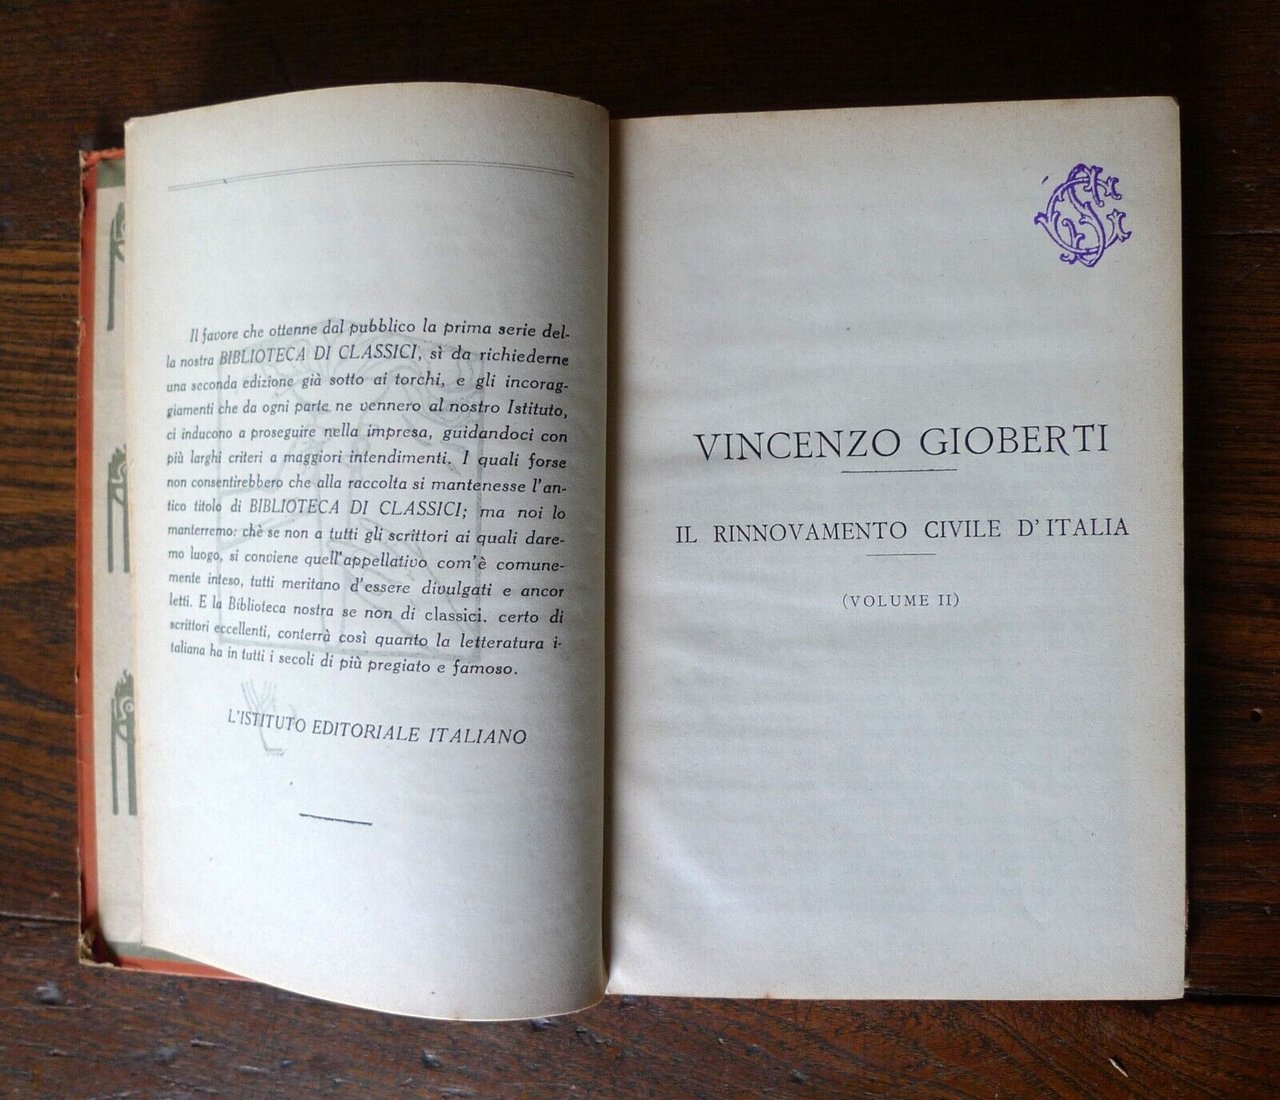 Il favore che ottenne dal pubblico la prima serie del-
la nostra BIBLIOTECA DI CLASSICI, sì da richiederne
una seconda edizione già sotto ai torchi, e gli incorag-
giamenti che da ogni parte ne vennero al nostro Istituto,
ci inducono a proseguire nella impresa, guidandoci con
più larghi criteri a maggiori intendimenti. I quali forse
non consentirebbero che alla raccolta si mantenesse l'an-
tico titolo di BIBLIOTECA DI CLASSICI; ma noi lo
manterremo: chè se non a tutti gli scrittori ai quali dare-
mo luogo, si conviene quell'appellativo com'è comune-
mente inteso, tutti meritano d'essere divulgati e ancor
letti. E la Biblioteca nostra se non di classici. certo di
scrittori eccellenti, conterrà così quanto la letteratura i-
taliana ha in tutti i secoli di più pregiato e famoso.
L'ISTITUTO EDITORIALE ITALIANO
VINCENZO GIOBERTI
IL RINNOVAMENTO CIVILE D'ITALIA
(VOLUME II)